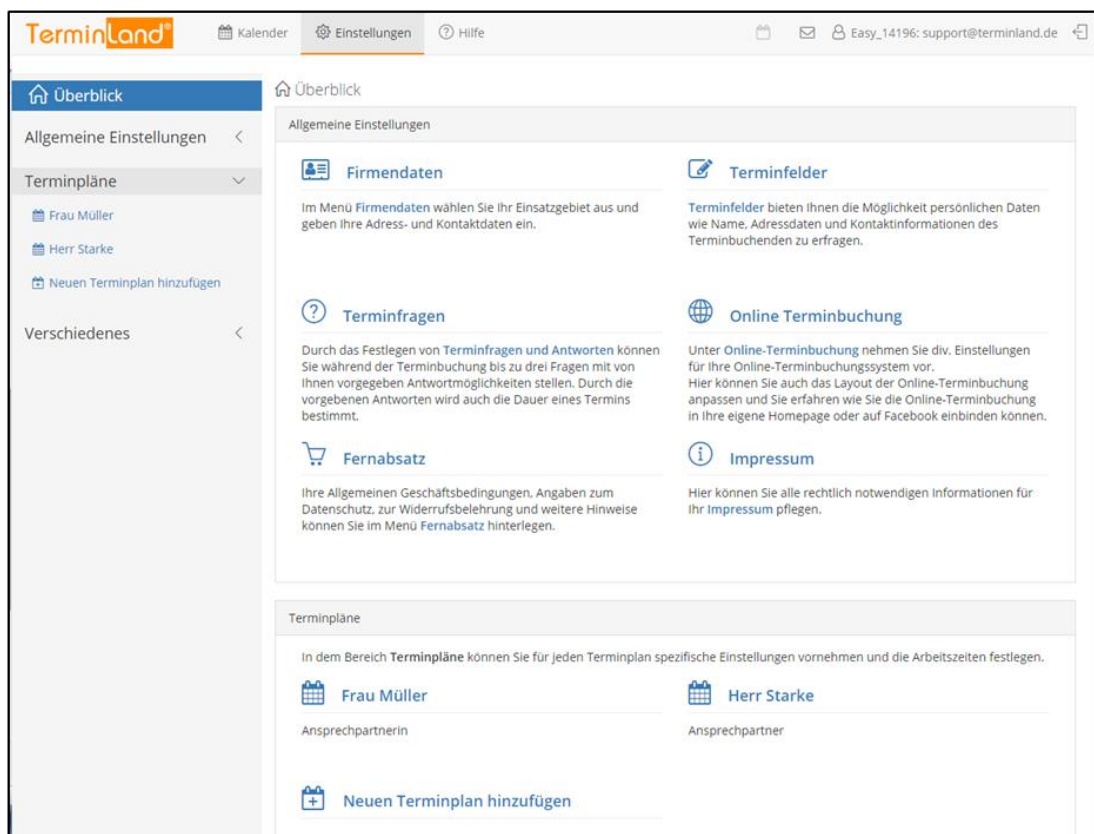 Terminland®
Kalender
Einstellungen
Hilfe
Easy_14196: support@terminland.de
Überblick
Allgemeine Einstellungen
Terminpläne
Frau Müller
Herr Starke
Neuen Terminplan hinzufügen
Verschiedenes
Überblick
Allgemeine Einstellungen
Firmendaten
Im Menü Firmendaten wählen Sie Ihr Einsatzgebiet aus und
geben Ihre Adress- und Kontaktdaten ein.
Terminfelder
Terminfelder bieten Ihnen die Möglichkeit persönlichen Daten
wie Name, Adressdaten und Kontaktinformationen des
Terminbuchenden zu erfragen.
Terminfragen
Durch das Festlegen von Terminfragen und Antworten können
Sie während der Terminbuchung bis zu drei Fragen mit von
Ihnen vorgegeben Antwortmöglichkeiten stellen. Durch die
vorgebenen Antworten wird auch die Dauer eines Termins
bestimmt.
Online Terminbuchung
Unter Online-Terminbuchung nehmen Sie div. Einstellungen
für Ihre Online-Terminbuchungssystem vor.
Hier können Sie auch das Layout der Online-Terminbuchung
anpassen und Sie erfahren wie Sie die Online-Terminbuchung
in Ihre eigene Homepage oder auf Facebook einbinden können.
Fernabsatz
Ihre Allgemeinen Geschäftsbedingungen, Angaben zum
Datenschutz, zur Widerrufsbelehrung und weitere Hinweise
können Sie im Menü Fernabsatz hinterlegen.
Impressum
Hier können Sie alle rechtlich notwendigen Informationen für
Ihr Impressum pflegen.
Terminpläne
In dem Bereich Terminpläne können Sie für jeden Terminplan spezifische Einstellungen vornehmen und die Arbeitszeiten festlegen.
Frau Müller
Ansprechpartnerin
Herr Starke
Ansprechpartner
Neuen Terminplan hinzufügen